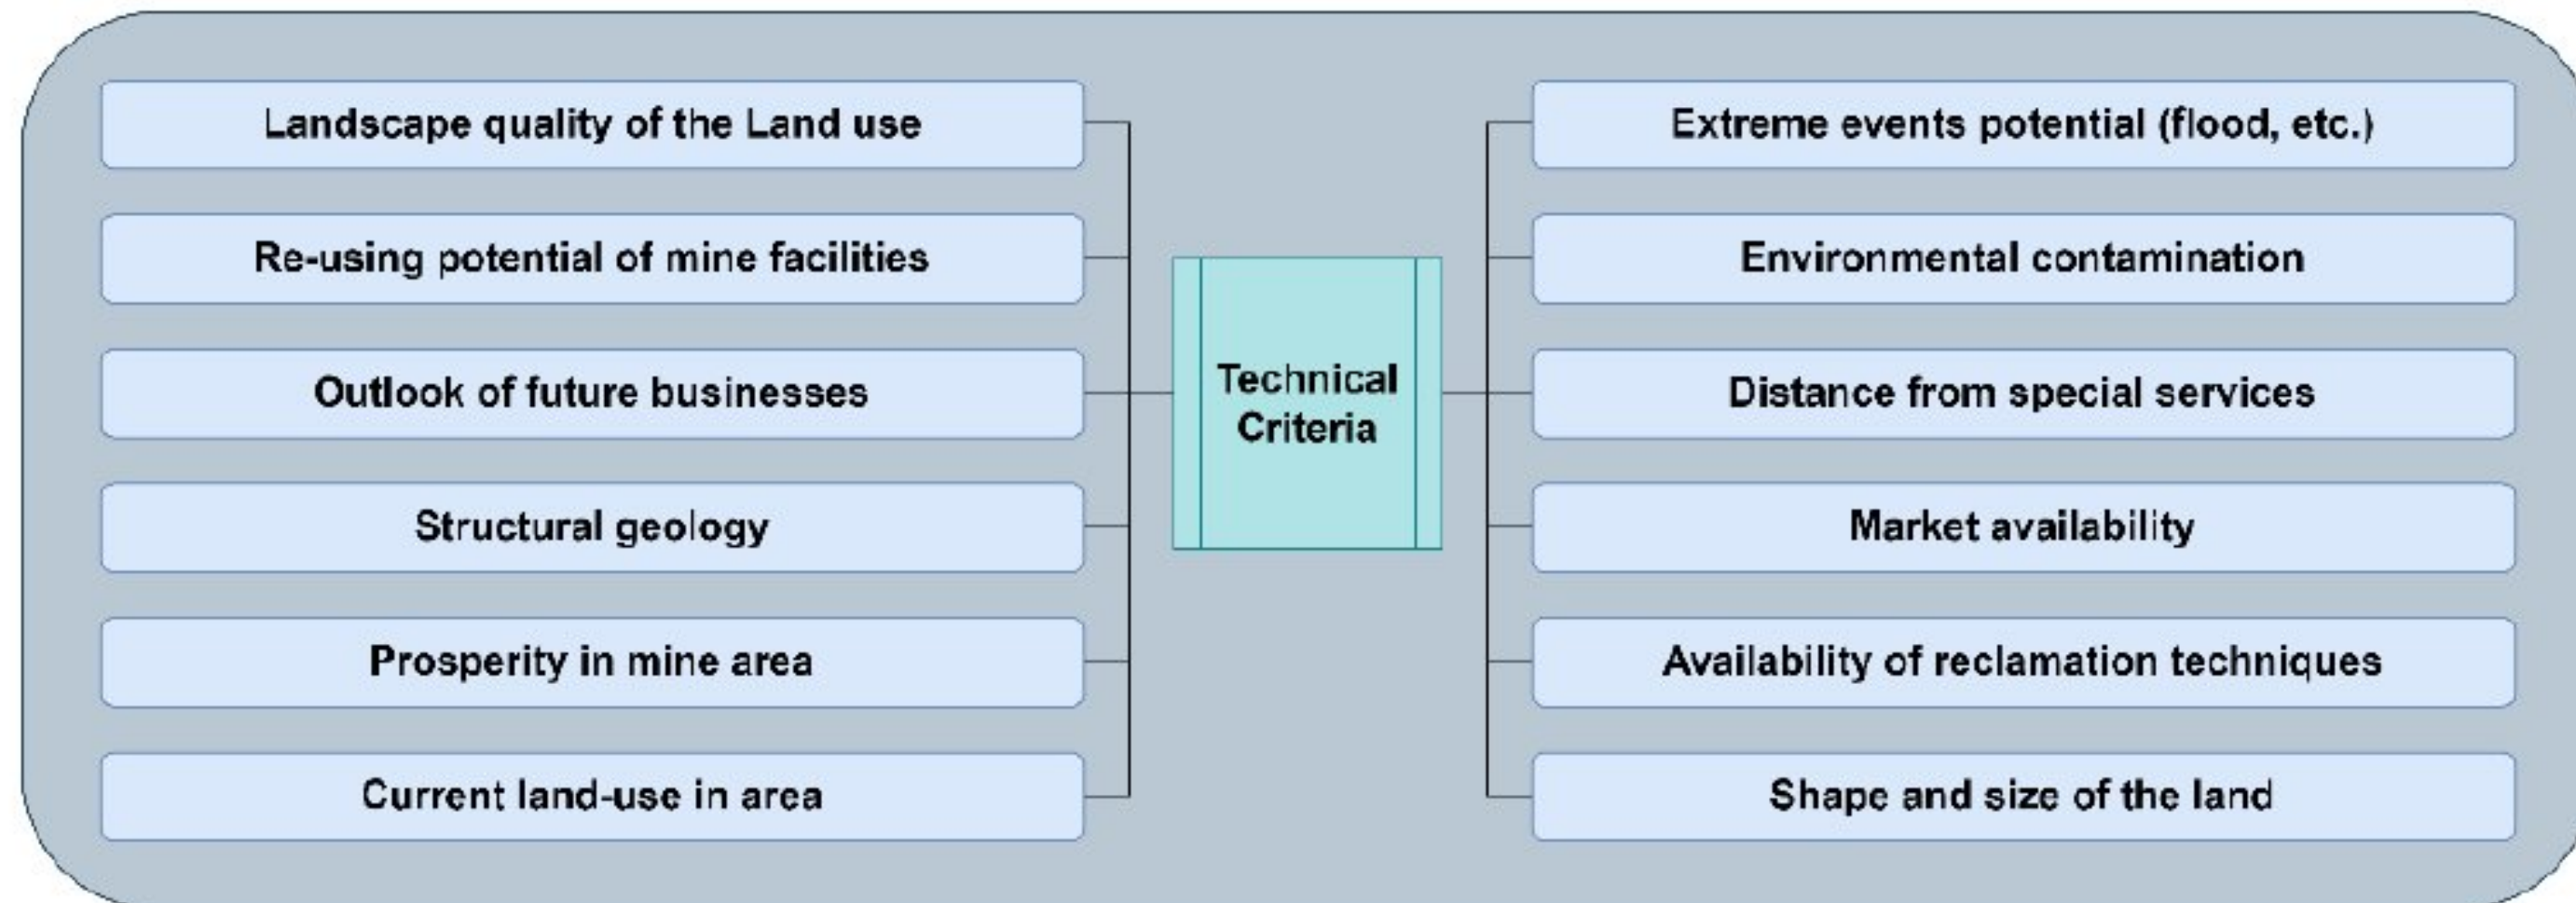 Landscape quality of the Land use
Re-using potential of mine facilities
Outlook of future businesses
Structural geology
Prosperity in mine area
Current land-use in area
Technical
Criteria
Extreme events potential (flood, etc.)
Environmental contamination
Distance from special services
Market availability
Availability of reclamation techniques
Shape and size of the land